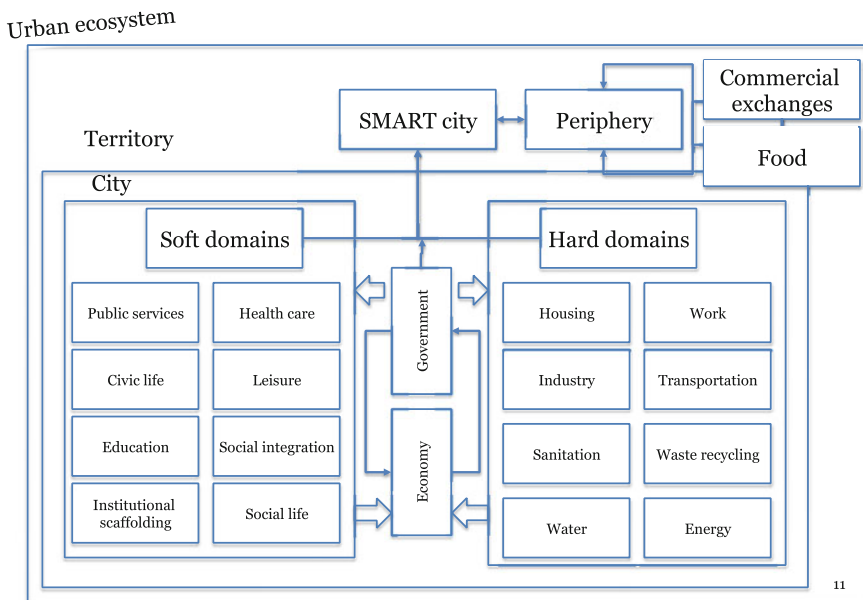 Urban ecosystem
Commercial
exchanges
SMART city
Periphery
Food
Territory
City
Soft domains
Hard domains
Government
Economy
Public services
Health care
Civic life
Leisure
Education
Social integration
Institutional
scaffolding
Social life
Housing
Work
Industry
Transportation
Sanitation
Waste recycling
Water
Energy
11